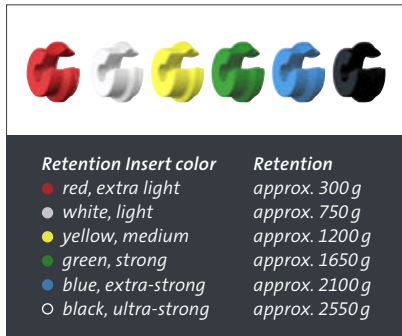 Retention Insert color Retention
red, extra light approx. 300 g
white, light approx. 750 g
yellow, medium approx. 1200 g
green, strong approx. 1650 g
blue, extra-strong approx. 2100 g
black, ultra-strong approx. 2550 g